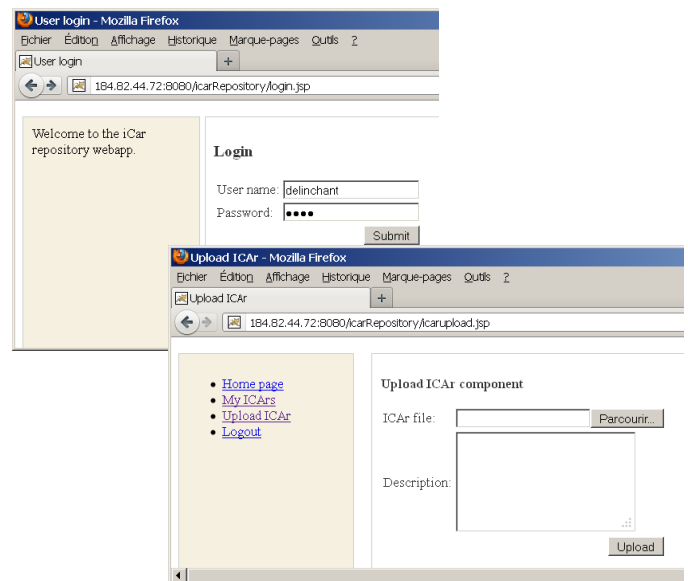 User login - Mozilla Firefox
Fichier Édition Affichage Historique Marque-pages Outils ?
User login +
184.82.44.72:8080/icarRepository/login.jsp
Welcome to the iCar
repository webapp.
Login
User name: delinchant
Password: ●●●●
Submit
Upload ICAr - Mozilla Firefox
Fichier Édition Affichage Historique Marque-pages Outils ?
Upload ICAr +
184.82.44.72:8080/icarRepository/icarupload.jsp
• Home page
• My ICArs
• Upload ICAr
• Logout
Upload ICAr component
ICAr file: Parcourir...
Description:
Upload